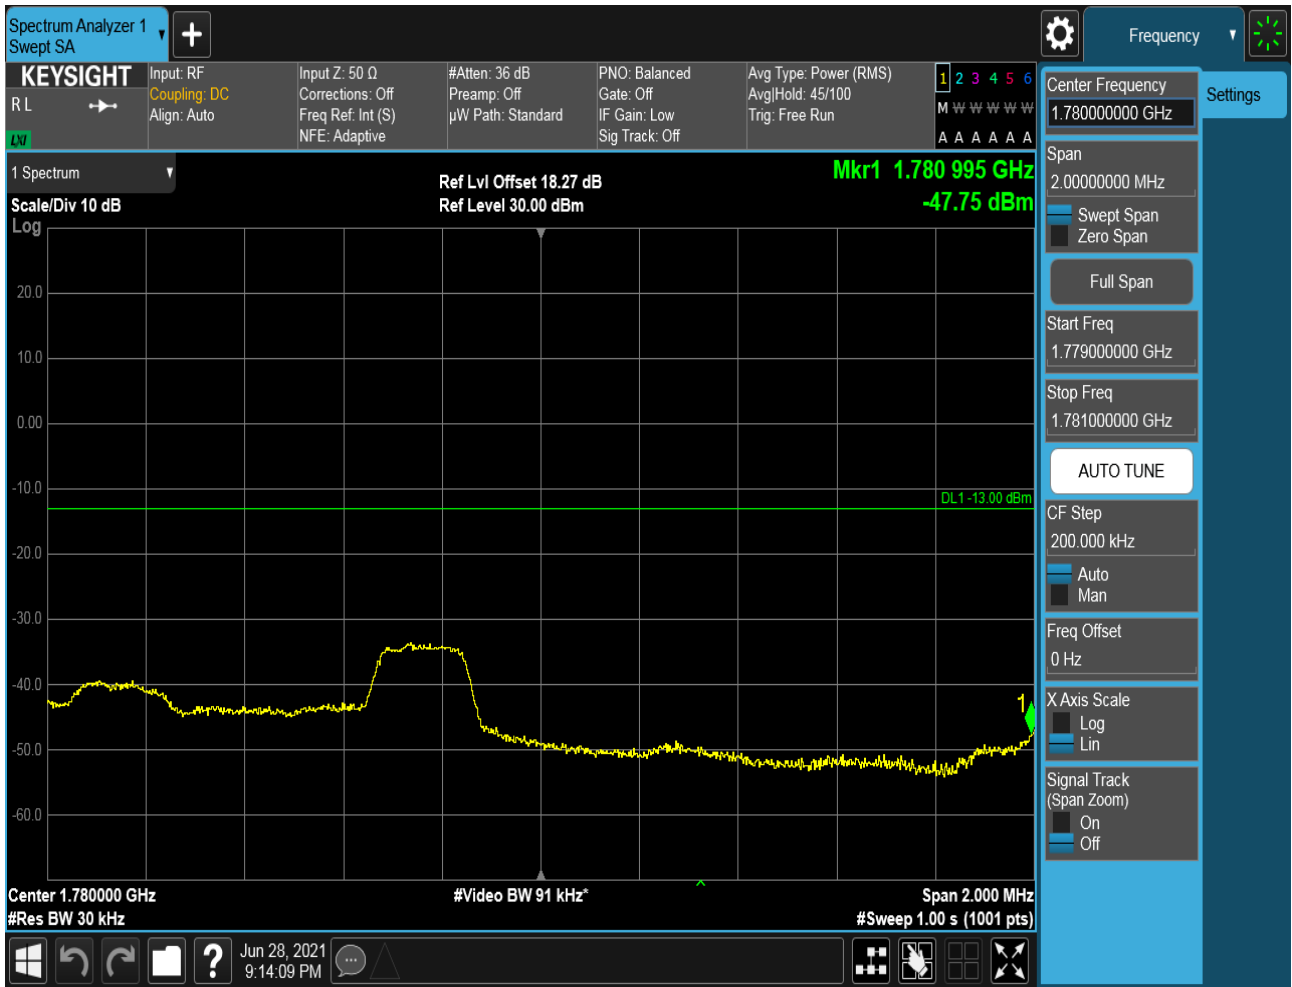 Spectrum Analyzer 1
Swept SA
Frequency
KEYSIGHT
R L
LXI
Input: RF
Coupling: DC
Align: Auto
Input Z: 50 Ω
Corrections: Off
Freq Ref: Int (S)
NFE: Adaptive
#Atten: 36 dB
Preamp: Off
µW Path: Standard
PNO: Balanced
Gate: Off
IF Gain: Low
Sig Track: Off
Avg Type: Power (RMS)
Avg|Hold: 45/100
Trig: Free Run
1 2 3 4 5 6
M W W W W W
A A A A A A
1 Spectrum
Scale/Div 10 dB
Log
Ref Lvl Offset 18.27 dB
Ref Level 30.00 dBm
Mkr1 1.780 995 GHz
-47.75 dBm
20.0
10.0
0.00
-10.0
DL1 -13.00 dBm
-20.0
-30.0
-40.0
1
-50.0
-60.0
Center 1.780000 GHz
#Res BW 30 kHz
#Video BW 91 kHz*
Span 2.000 MHz
#Sweep 1.00 s (1001 pts)
Jun 28, 2021
9:14:09 PM
Center Frequency
1.780000000 GHz
Settings
Span
2.00000000 MHz
Swept Span
Zero Span
Full Span
Start Freq
1.779000000 GHz
Stop Freq
1.781000000 GHz
AUTO TUNE
CF Step
200.000 kHz
Auto
Man
Freq Offset
0 Hz
X Axis Scale
Log
Lin
Signal Track
(Span Zoom)
On
Off